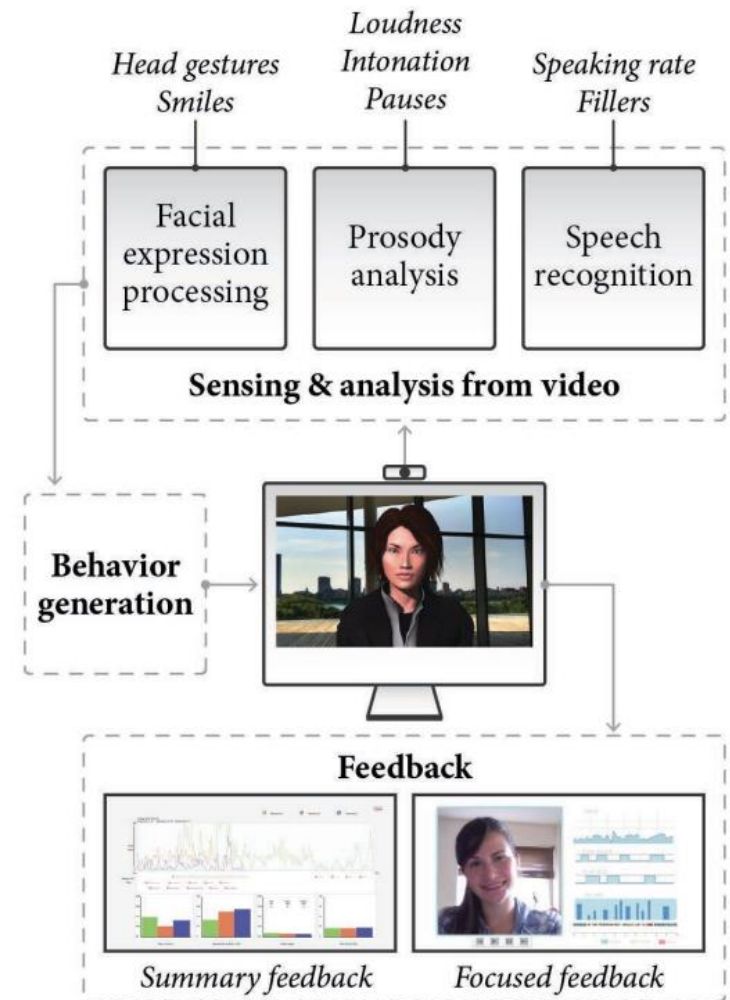 Head gestures
Smiles
Loudness
Intonation
Pauses
Speaking rate
Fillers
Facial
expression
processing
Prosody
analysis
Speech
recognition
Sensing & analysis from video
Behavior
generation
Feedback
Summary feedback
Focused feedback